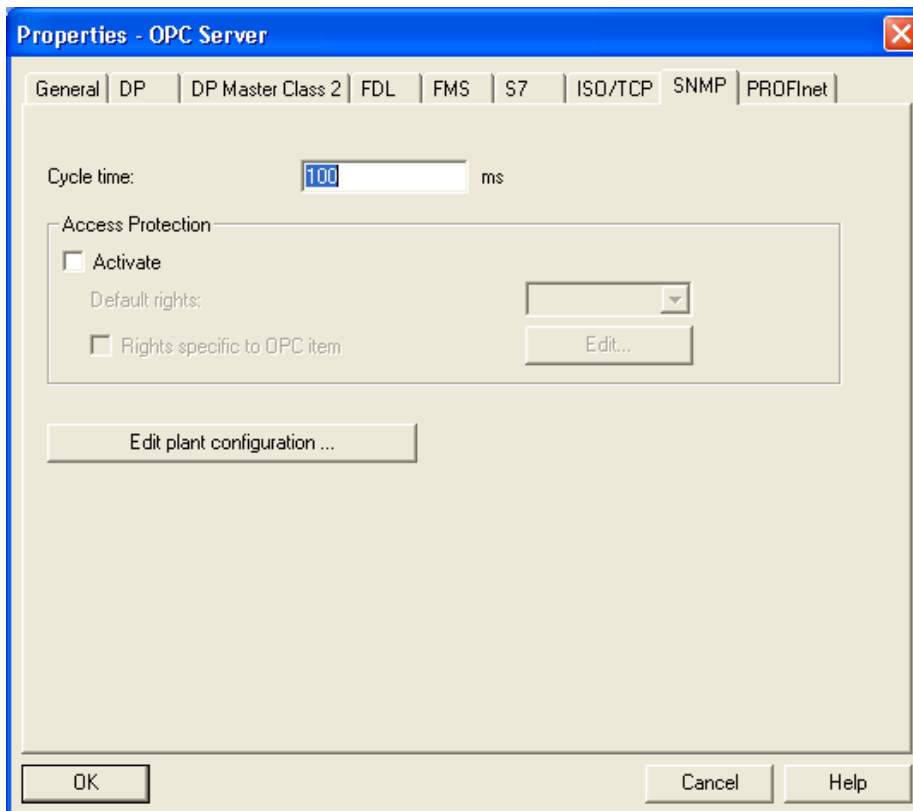 Properties - OPC Server
General DP DP Master Class 2 FDL FMS S7 ISO/TCP SNMP PROFInet
Cycle time: 100 ms
Access Protection
Activate
Default rights:
Rights specific to OPC item Edit...
Edit plant configuration ...
OK Cancel Help